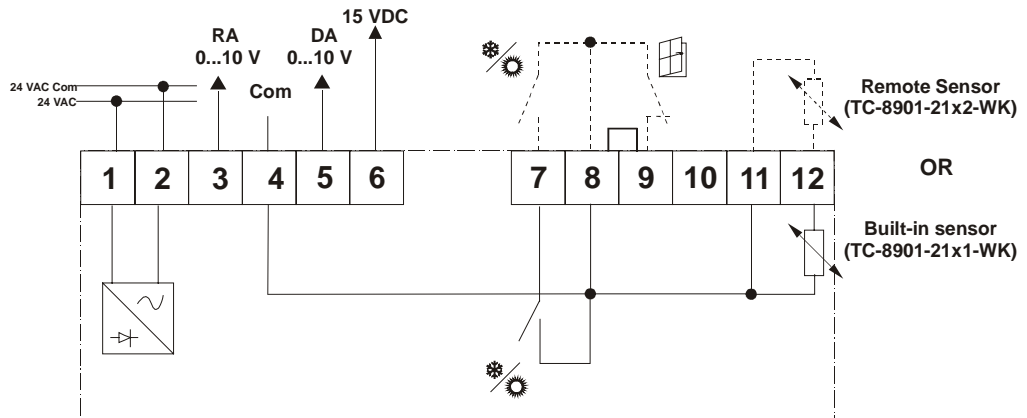 15 VDC
RA
0...10 V
DA
0...10 V
24 VAC Com
24 VAC
Com
Remote Sensor
(TC-8901-21x2-WK)
1 2 3 4 5 6
7 8 9 10 11 12
OR
Built-in sensor
(TC-8901-21x1-WK)